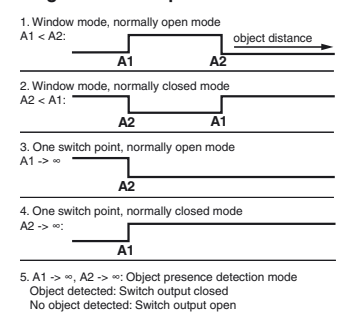 1. Window mode, normally open mode
A1 < A2:
object distance
A1 A2
2. Window mode, normally closed mode
A2 < A1:
A2 A1
3. One switch point, normally open mode
A1 -> ∞
A2
4. One switch point, normally closed mode
A2 -> ∞:
A1
5. A1 -> ∞, A2 -> ∞: Object presence detection mode
Object detected: Switch output closed
No object detected: Switch output open